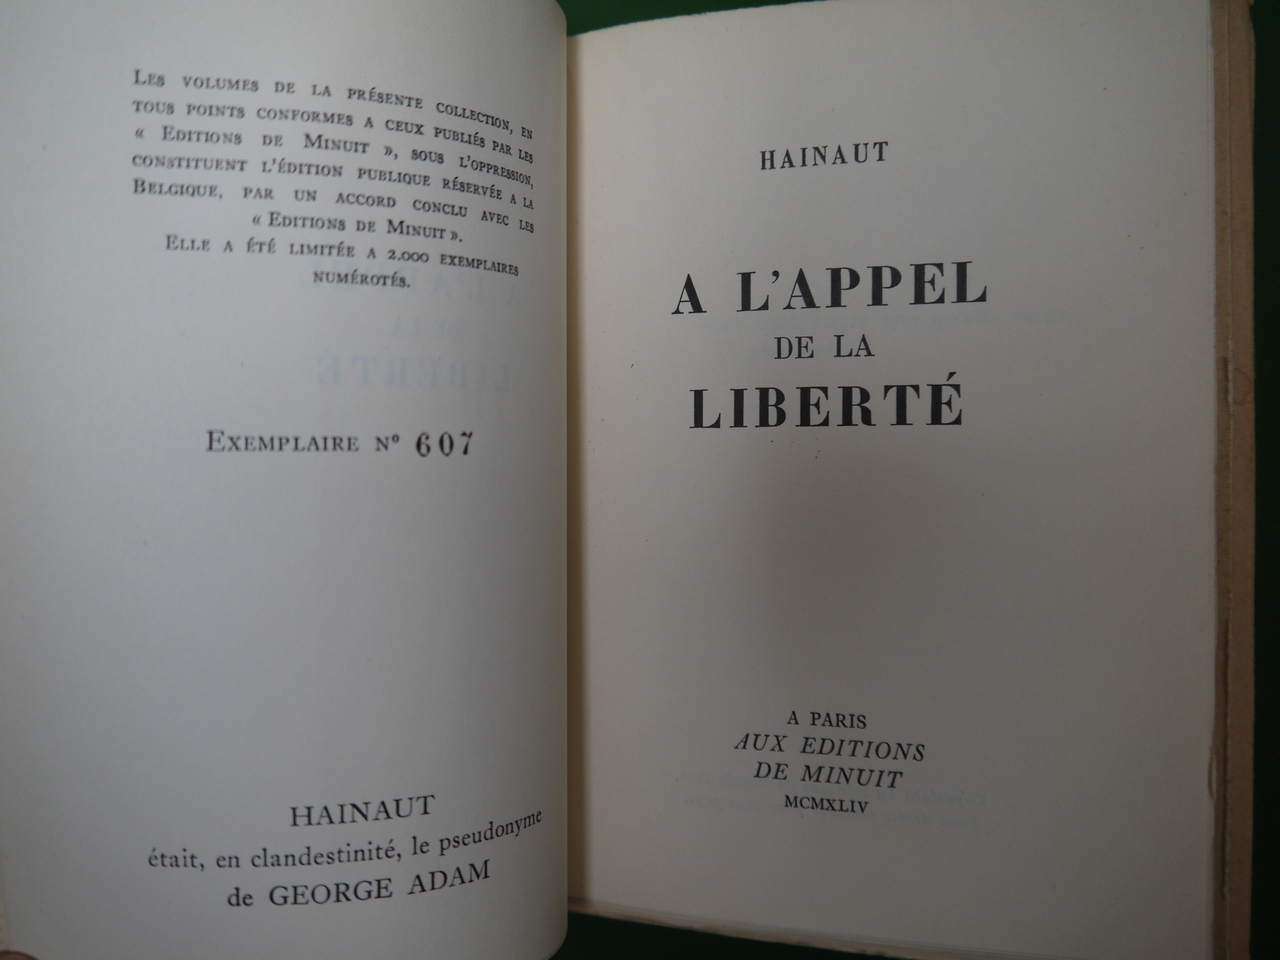 LES VOLUMES DE LA PRÉSENTE COLLECTION, EN
TOUS POINTS CONFORMES A CEUX PUBLIÉS PAR LES
« EDITIONS DE MINUIT », SOUS L'OPPRESSION,
CONSTITUENT L'ÉDITION PUBLIQUE RÉSERVÉE A LA
BELGIQUE, PAR UN ACCORD CONCLU AVEC LES
« EDITIONS DE MINUIT ».
ELLE A ÉTÉ LIMITÉE A 2.000 EXEMPLAIRES
NUMÉROTÉS.
EXEMPLAIRE N° 607
HAINAUT
était, en clandestinité, le pseudonyme
de GEORGE ADAM
HAINAUT
A L'APPEL
DE LA
LIBERTÉ
A PARIS
AUX EDITIONS
DE MINUIT
MCMXLIV